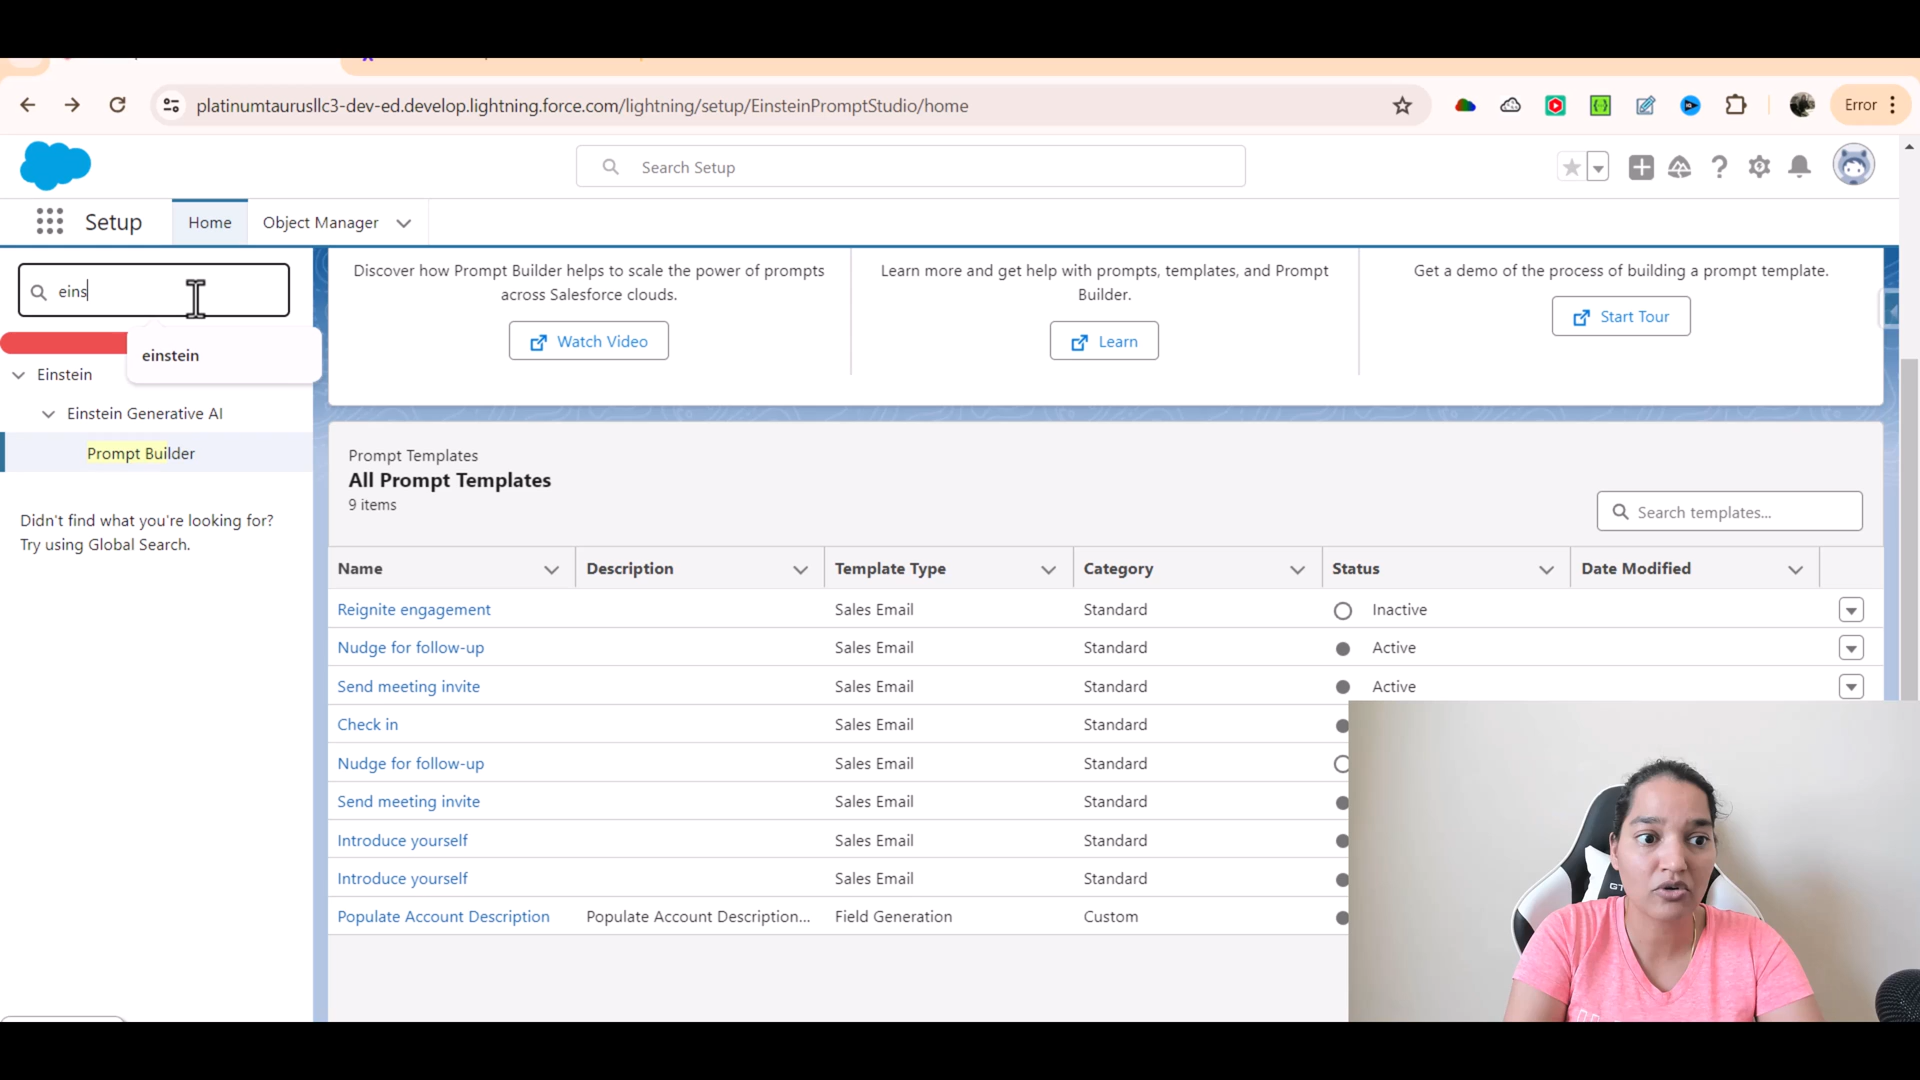 platinumtaurusllc3-dev-ed.develop.lightning.force.com/lightning/setup/EinsteinPromptStudio/home
Error
Search Setup
Setup
Home
Object Manager
eins
einstein
Einstein
Einstein Generative AI
Prompt Builder
Didn't find what you're looking for?
Try using Global Search.
Discover how Prompt Builder helps to scale the power of prompts
across Salesforce clouds.
Watch Video
Learn more and get help with prompts, templates, and Prompt
Builder.
Learn
Get a demo of the process of building a prompt template.
Start Tour
Prompt Templates
All Prompt Templates
9 items
Search templates...
Name Description Template Type Category Status Date Modified
Reignite engagement Sales Email Standard Inactive
Nudge for follow-up Sales Email Standard Active
Send meeting invite Sales Email Standard Active
Check in Sales Email Standard
Nudge for follow-up Sales Email Standard
Send meeting invite Sales Email Standard
Introduce yourself Sales Email Standard
Introduce yourself Sales Email Standard
Populate Account Description Populate Account Description... Field Generation Custom